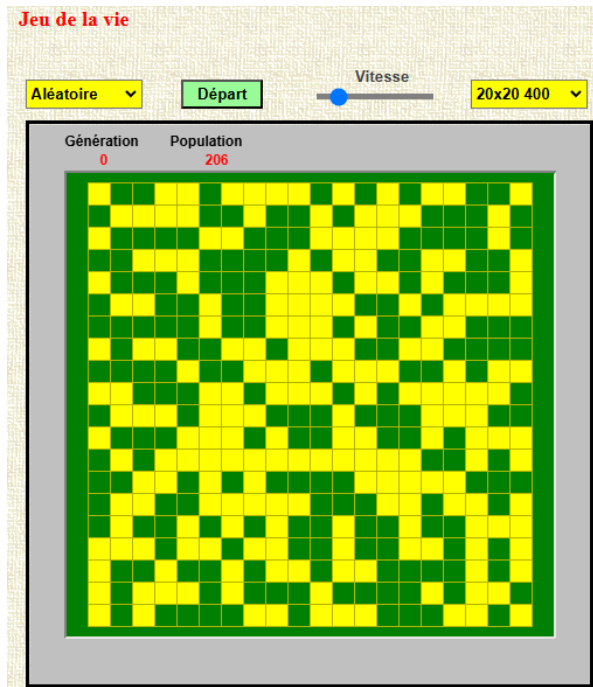 Jeu de la vie
Vitesse
Aléatoire Départ 20x20 400
Génération Population
0 206